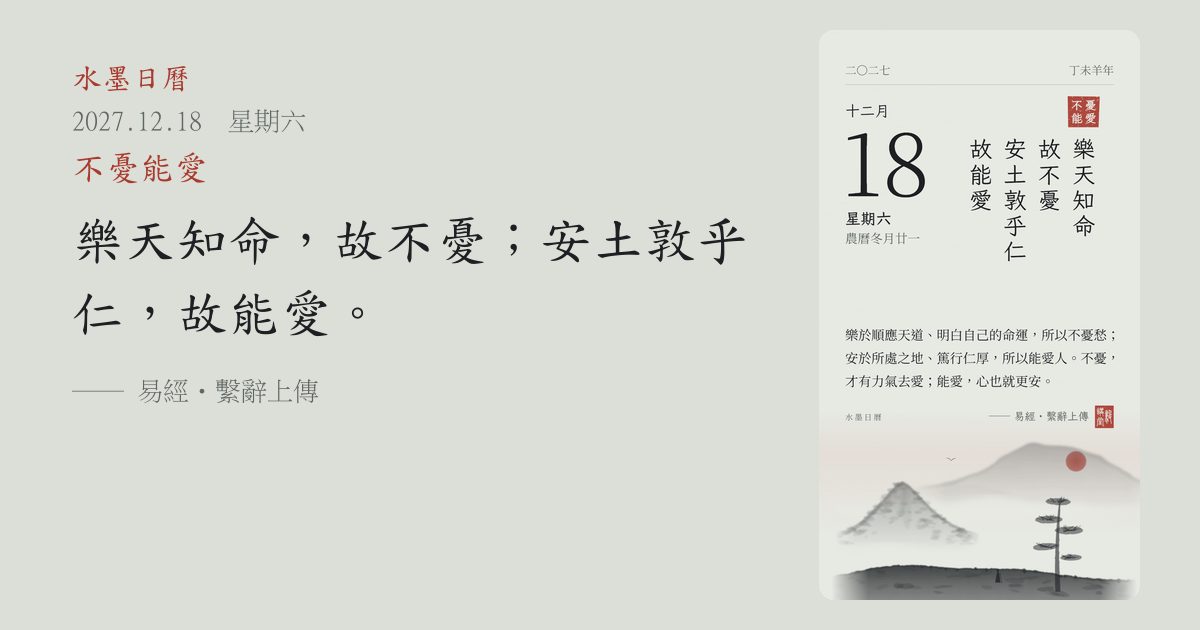 水墨日曆
2027.12.18 星期六
不憂能愛
樂天知命，故不憂；安土敦乎
仁，故能愛。
—— 易經・繫辭上傳
二〇二七
丁未羊年
十二月
18
星期六
農曆冬月廿一
憂愛
不能
樂天知命
故不憂
安土敦乎仁
故能愛
樂於順應天道、明白自己的命運，所以不憂愁；
安於所處之地、篤行仁厚，所以能愛人。不憂，
才有力氣去愛；能愛，心也就更安。
水墨日曆
—— 易經・繫辭上傳